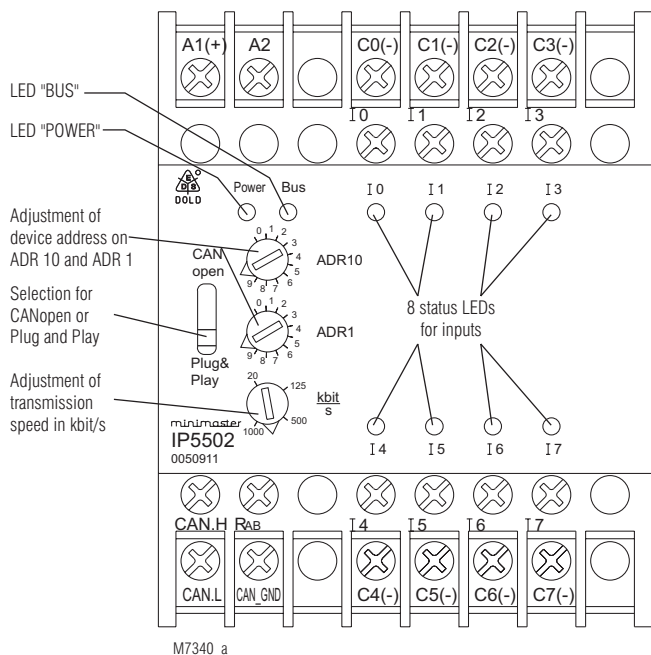 A1(+) A2 C0(-) C1(-) C2(-) C3(-)
I0 I1 I2 I3
LED "BUS"
LED "POWER"
E D S
DOLD
Power Bus
I0 I1 I2 I3
Adjustment of
device address on
ADR 10 and ADR 1
CAN
open
0 1 2 3 4 5 6 7 8 9
ADR10
Selection for
CANopen or
Plug and Play
0 1 2 3 4 5 6 7 8 9
ADR1
8 status LEDs
for inputs
Plug&
Play
Adjustment of
transmission
speed in kbit/s
20 125 500 1000
kbit
s
minimaster
IP5502
0050911
I4 I5 I6 I7
CAN.H RAB I4 I5 I6 I7
CAN.L CAN_GND C4(-) C5(-) C6(-) C7(-)
M7340_a